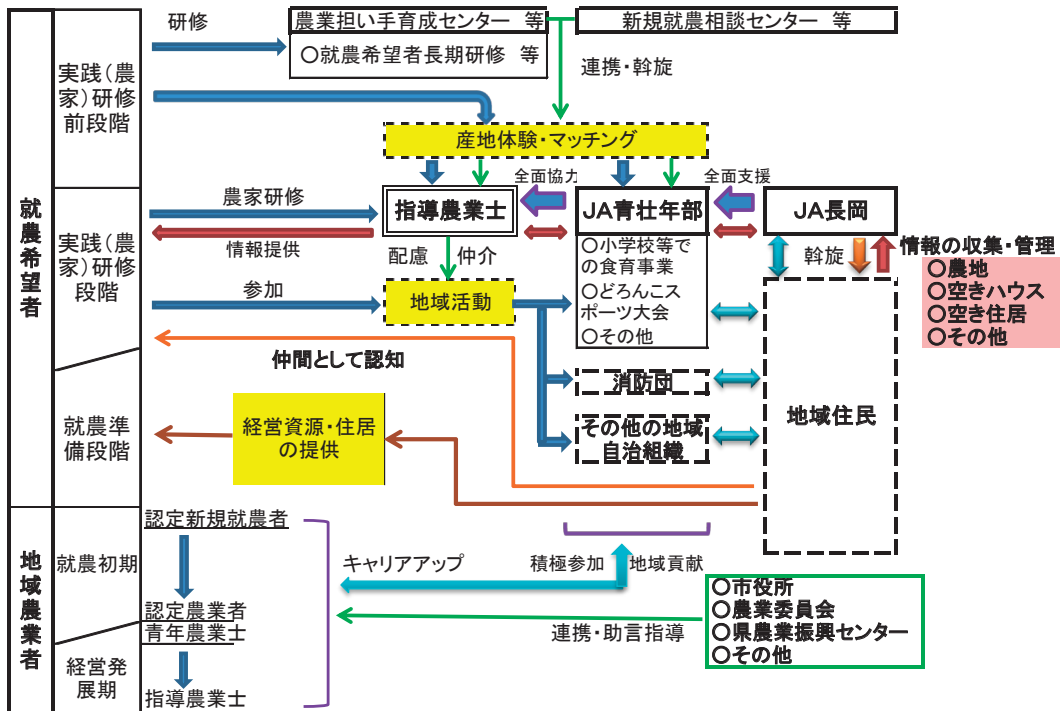 研修
農業担い手育成センター 等
新規就農相談センター 等
〇就農希望者長期研修 等
連携・斡旋
実践(農
家)研修
前段階
産地体験・マッチング
全面協力
全面支援
就農希望者
農家研修
指導農業士
JA青壮年部
JA長岡
情報提供
配慮
仲介
〇小学校等で
の食育事業
〇どろんこス
ポーツ大会
〇その他
斡旋
情報の収集・管理
〇農地
〇空きハウス
〇空き住居
〇その他
実践(農
家)研修
段階
参加
地域活動
仲間として認知
消防団
地域住民
就農準
備段階
経営資源・住居
の提供
その他の地域
自治組織
地域農業者
就農初期
認定新規就農者
キャリアアップ
積極参加
地域貢献
認定農業者
青年農業士
連携・助言指導
〇市役所
〇農業委員会
〇県農業振興センター
〇その他
経営発
展期
指導農業士